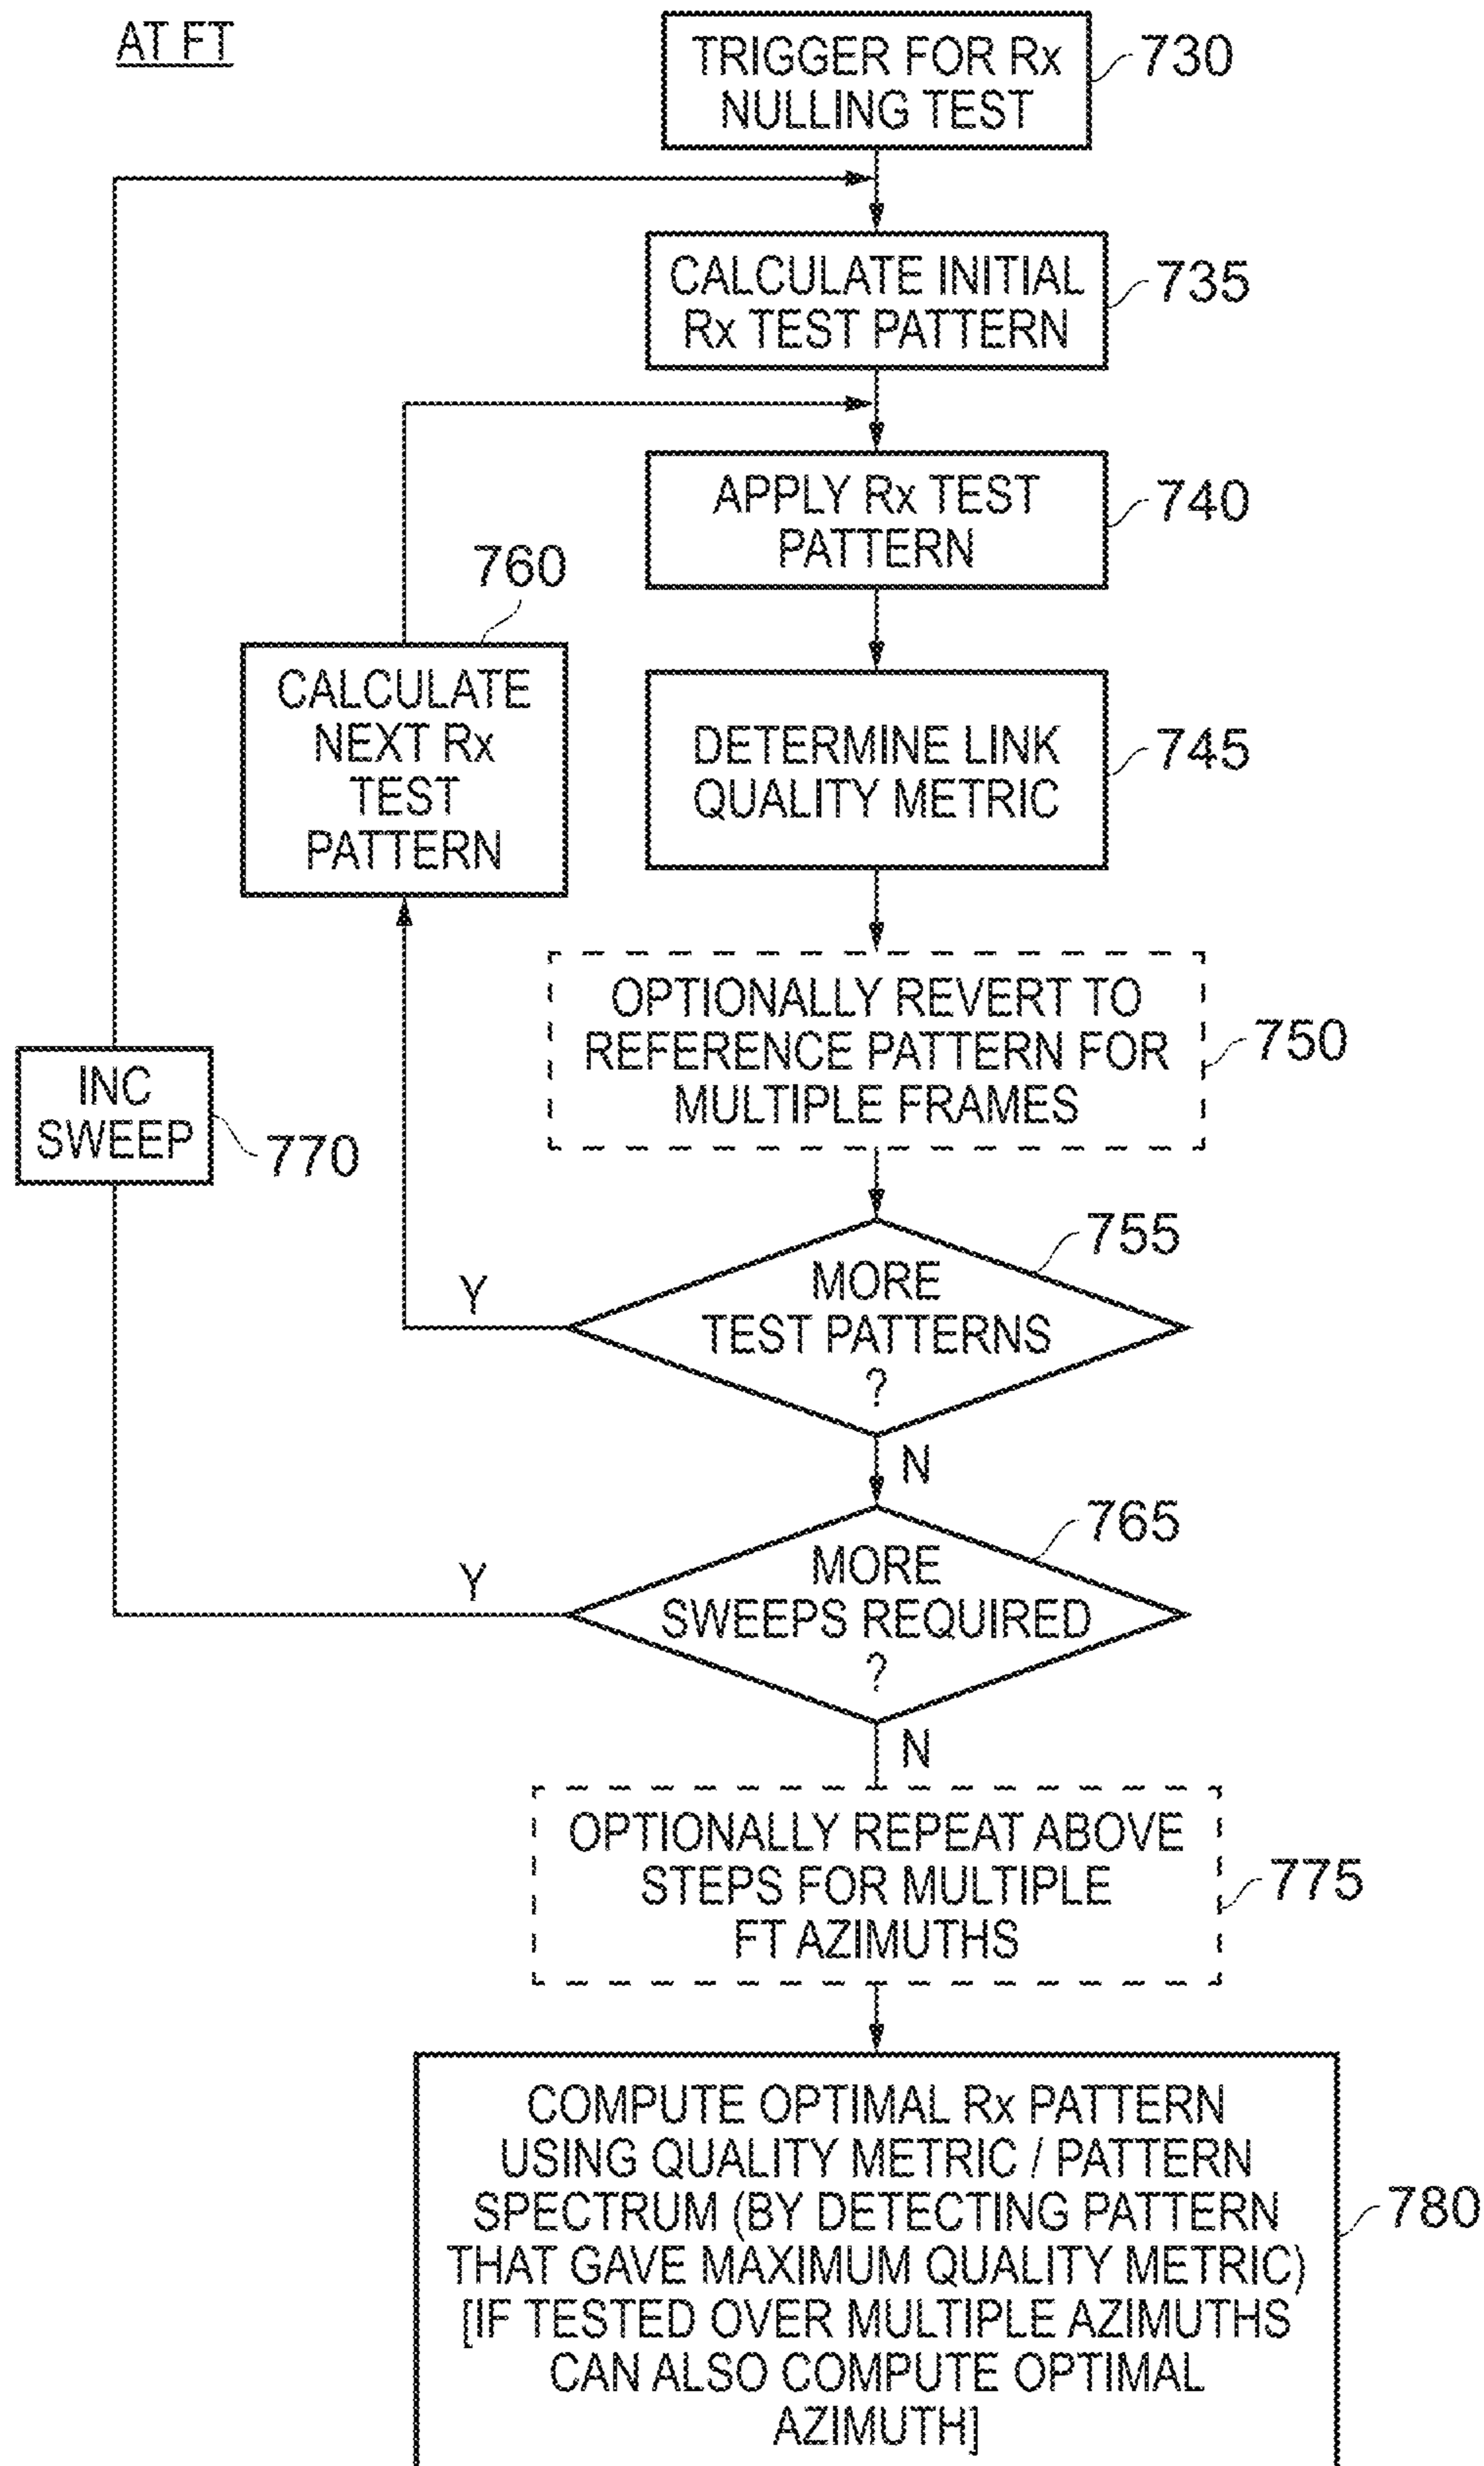 AT FT
TRIGGER FOR Rx
NULLING TEST
730
CALCULATE INITIAL
Rx TEST PATTERN
735
APPLY Rx TEST
PATTERN
740
760
CALCULATE
NEXT Rx
TEST
PATTERN
DETERMINE LINK
QUALITY METRIC
745
OPTIONALLY REVERT TO
REFERENCE PATTERN FOR
MULTIPLE FRAMES
750
INC
SWEEP
770
MORE
TEST PATTERNS
?
755
Y
N
MORE
SWEEPS REQUIRED
?
765
Y
N
OPTIONALLY REPEAT ABOVE
STEPS FOR MULTIPLE
FT AZIMUTHS
775
COMPUTE OPTIMAL Rx PATTERN
USING QUALITY METRIC / PATTERN
SPECTRUM (BY DETECTING PATTERN
THAT GAVE MAXIMUM QUALITY METRIC)
[IF TESTED OVER MULTIPLE AZIMUTHS
CAN ALSO COMPUTE OPTIMAL
AZIMUTH]
780